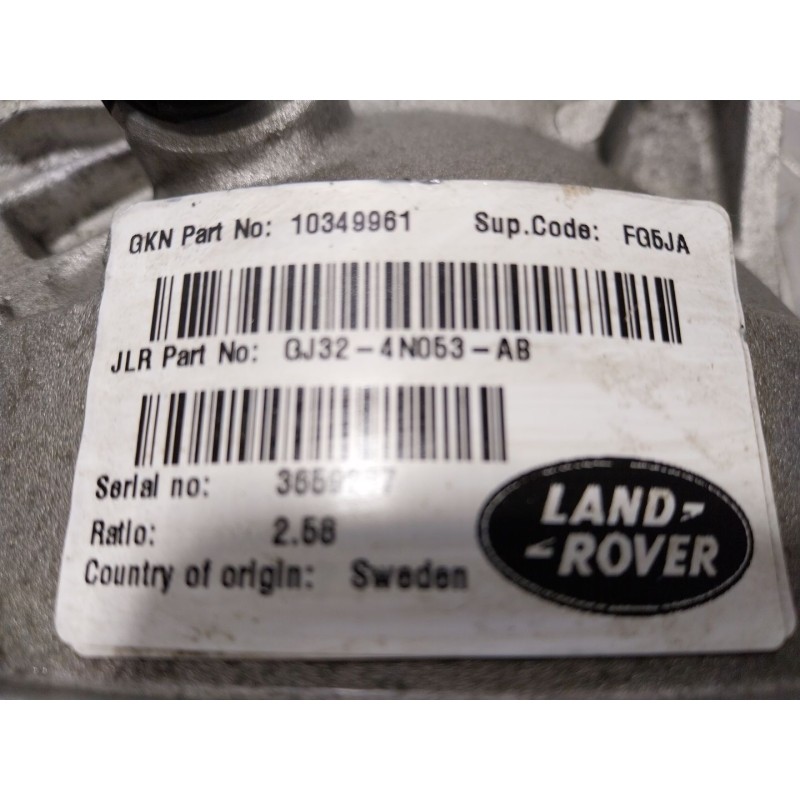 GKN Part No: 10349961 Sup.Code: FG5JA
JLR Part No: GJ32-4N053-AB
Serial no:
Ratio: 2.58
Country of origin: Sweden
LAND
ROVER